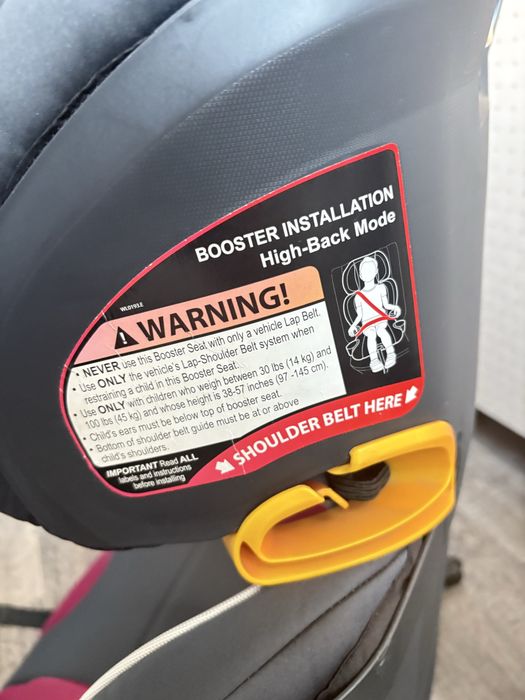 BOOSTER INSTALLATION
High-Back Mode
WL0193.E
WARNING!
• NEVER use this Booster Seat with only a vehicle Lap Belt.
• Use ONLY the vehicle's Lap-Shoulder Belt system when
restraining a child in this Booster Seat.
• Use ONLY with children who weigh between 30 lbs (14 kg) and
100 lbs (45 kg) and whose height is 38-57 inches (97 -145 cm).
• Child's ears must be below top of booster seat.
• Bottom of shoulder belt guide must be at or above
child's shoulders.
IMPORTANT Read ALL
labels and instructions
before installing
SHOULDER BELT HERE